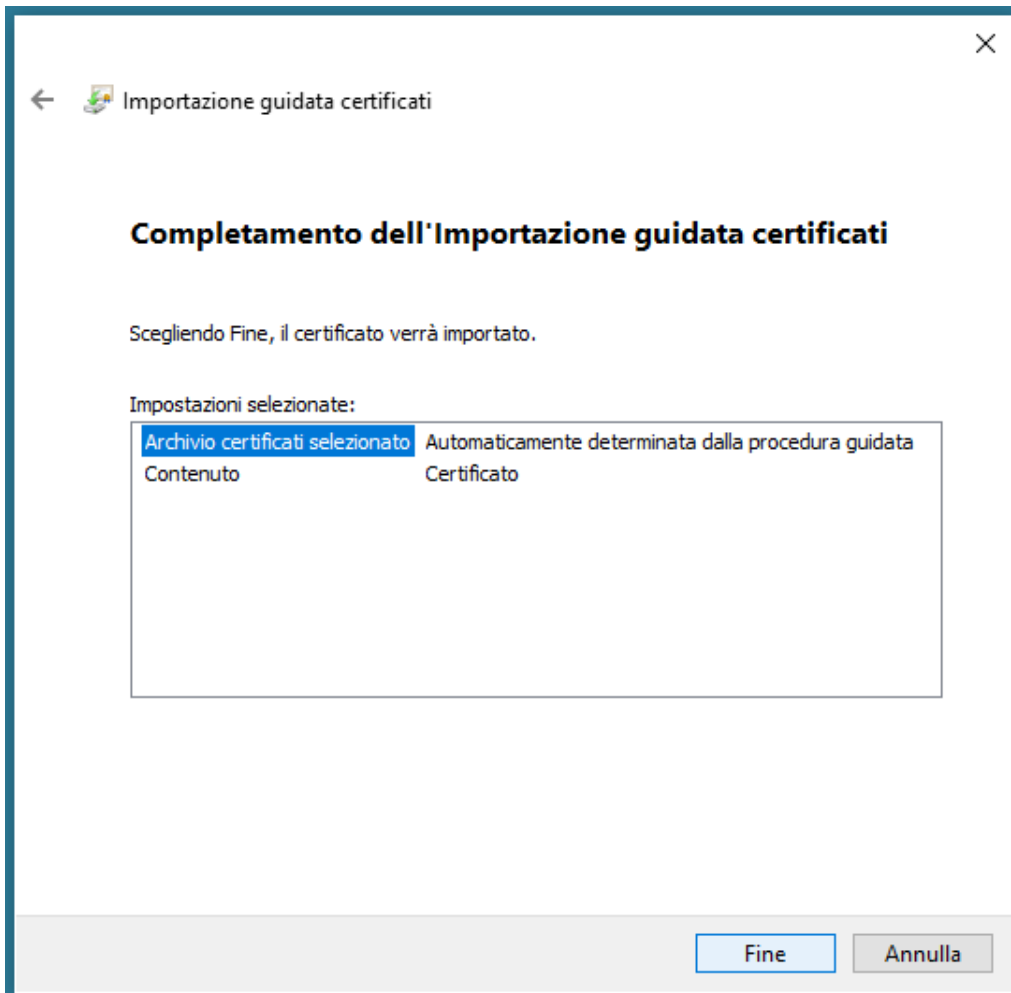 Importazione guidata certificati
Completamento dell'Importazione guidata certificati
Scegliendo Fine, il certificato verrà importato.
Impostazioni selezionate:
Archivio certificati selezionato Automaticamente determinata dalla procedura guidata
Contenuto Certificato
Fine Annulla